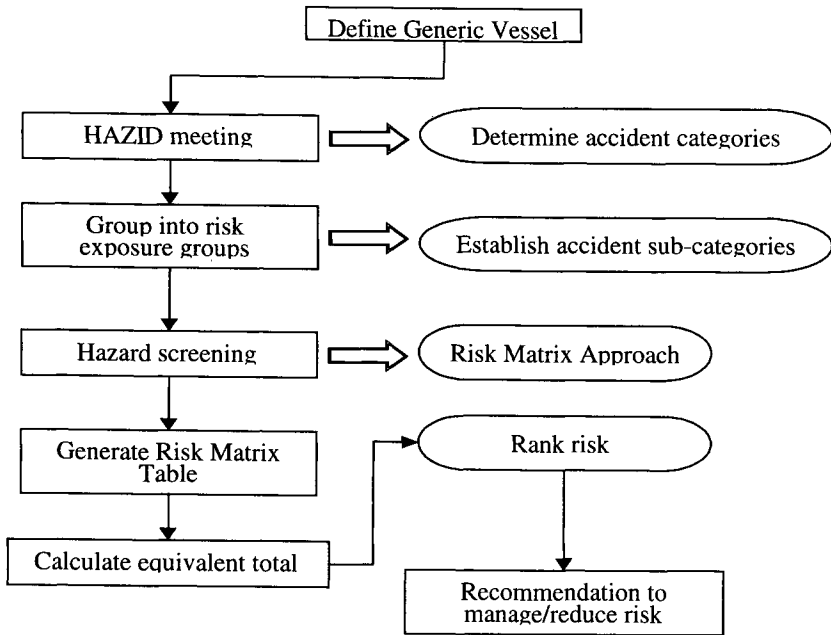 Define Generic Vessel
HAZID meeting
Determine accident categories
Group into risk
exposure groups
Establish accident sub-categories
Hazard screening
Risk Matrix Approach
Generate Risk Matrix
Table
Rank risk
Calculate equivalent total
Recommendation to
manage/reduce risk